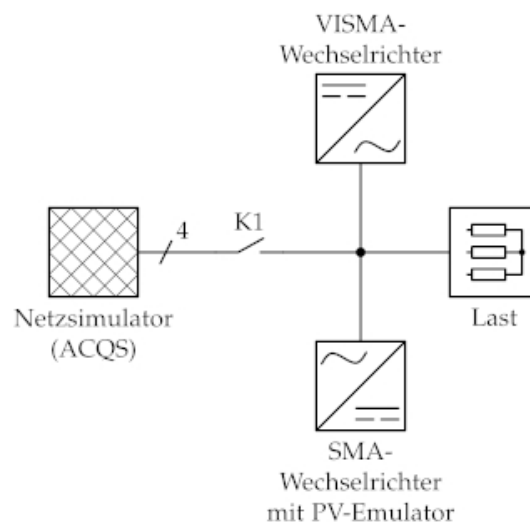 VISMA-
Wechselrichter
4
K1
Netzsimulator
(ACQS)
Last
SMA-
Wechselrichter
mit PV-Emulator